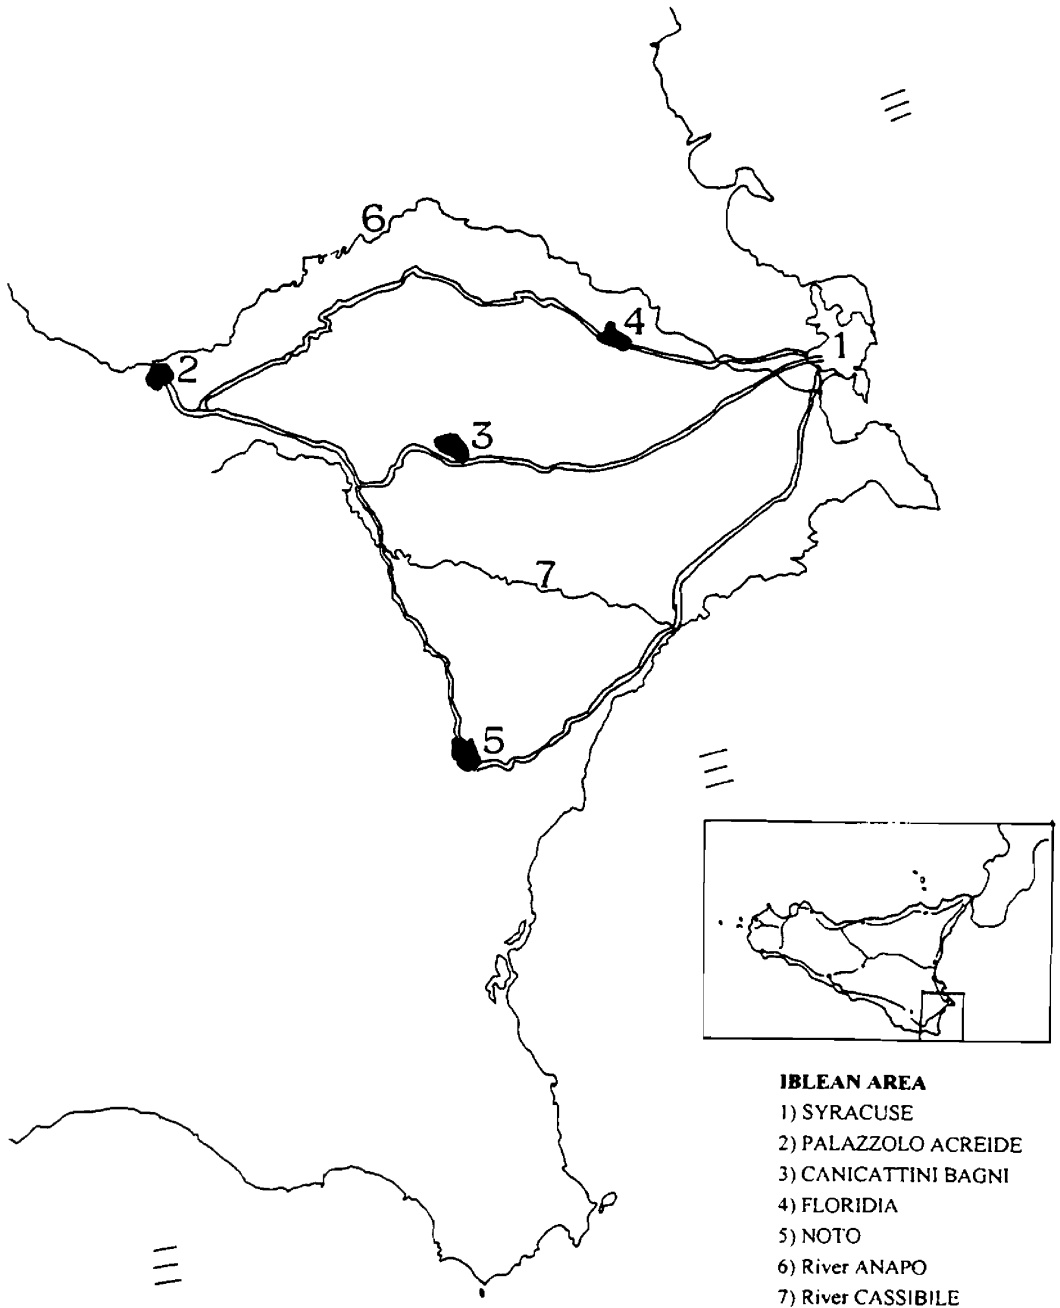 6
4
1
2
3
7
5
IBLEAN AREA
1) SYRACUSE
2) PALAZZOLO ACREIDE
3) CANICATTINI BAGNI
4) FLORIDIA
5) NOTO
6) River ANAPO
7) River CASSIBILE